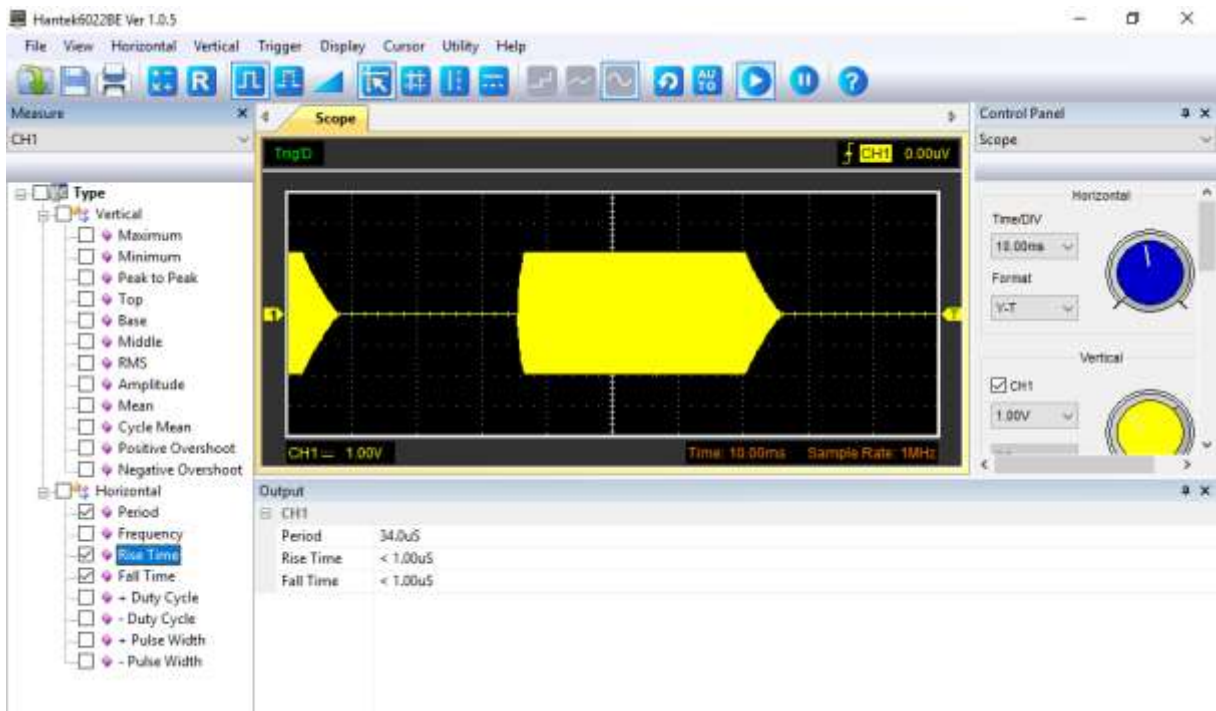 Hantek6022BE Ver 1.0.5
File View Horizontal Vertical Trigger Display Cursor Utility Help
R AU TO ?
Measure
CH1
Type
Vertical
Maximum
Minimum
Peak to Peak
Top
Base
Middle
RMS
Amplitude
Mean
Cycle Mean
Positive Overshoot
Negative Overshoot
Horizontal
Period
Frequency
Rise Time
Fall Time
+ Duty Cycle
- Duty Cycle
+ Pulse Width
- Pulse Width
Scope
Trig'D CH1 0.00uV
1 T
CH1 1.00V Time: 10.00ms Sample Rate: 1MHz
Output
CH1
Period 34.0uS
Rise Time < 1.00uS
Fall Time < 1.00uS
Control Panel
Scope
Horizontal
Time/DIV
10.00ms
Format
Y-T
Vertical
CH1
1.00V